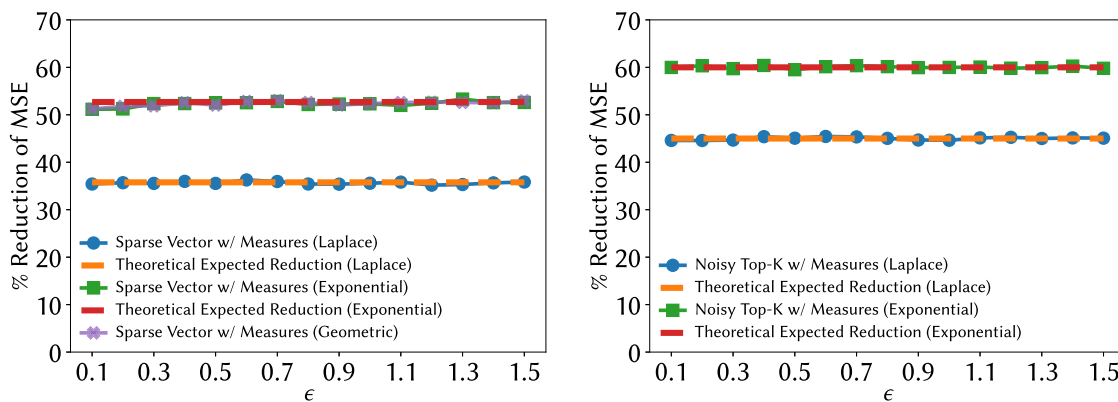 70
60
50
40
30
20
10
0
% Reduction of MSE
Sparse Vector w/ Measures (Laplace)
Theoretical Expected Reduction (Laplace)
Sparse Vector w/ Measures (Exponential)
Theoretical Expected Reduction (Exponential)
Sparse Vector w/ Measures (Geometric)
0.1 0.3 0.5 0.7 0.9 1.1 1.3 1.5
ϵ
70
60
50
40
30
20
10
0
% Reduction of MSE
Noisy Top-K w/ Measures (Laplace)
Theoretical Expected Reduction (Laplace)
Noisy Top-K w/ Measures (Exponential)
Theoretical Expected Reduction (Exponential)
0.1 0.3 0.5 0.7 0.9 1.1 1.3 1.5
ϵ